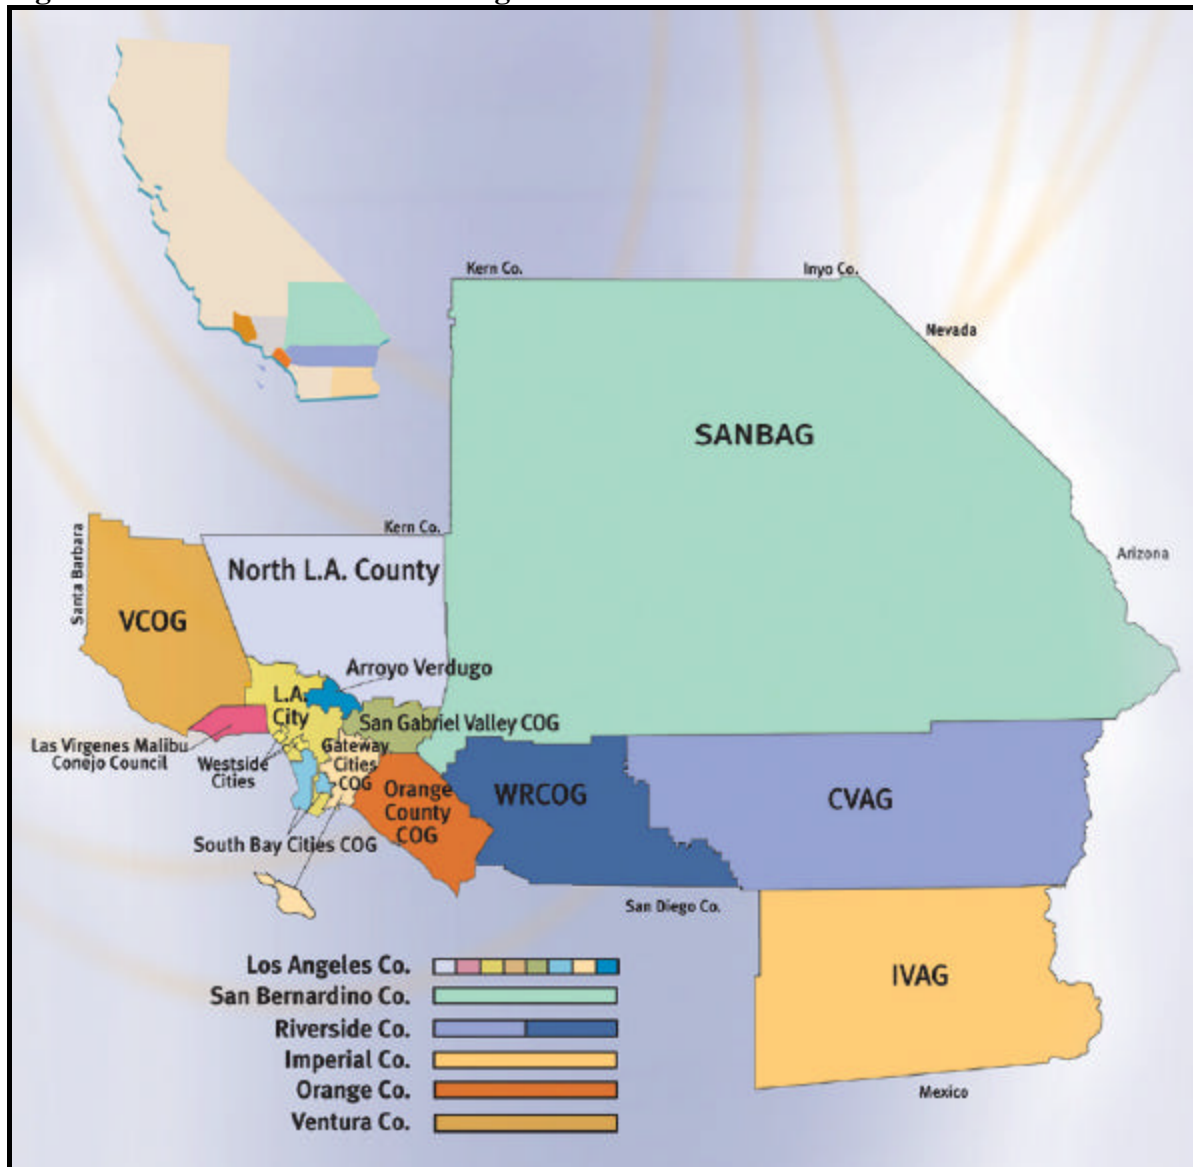 Kern Co.
Inyo Co.
Nevada
SANBAG
Santa Barbara
Kern Co.
Arizona
North L.A. County
VCOG
Arroyo Verdugo
L.A.
City
San Gabriel Valley COG
Las Virgenes Malibu
Conejo Council
Westside
Cities
Gateway
Cities
COG
Orange
County
COG
WRCOG
CVAG
South Bay Cities COG
San Diego Co.
IVAG
Los Angeles Co.
San Bernardino Co.
Riverside Co.
Imperial Co.
Orange Co.
Ventura Co.
Mexico